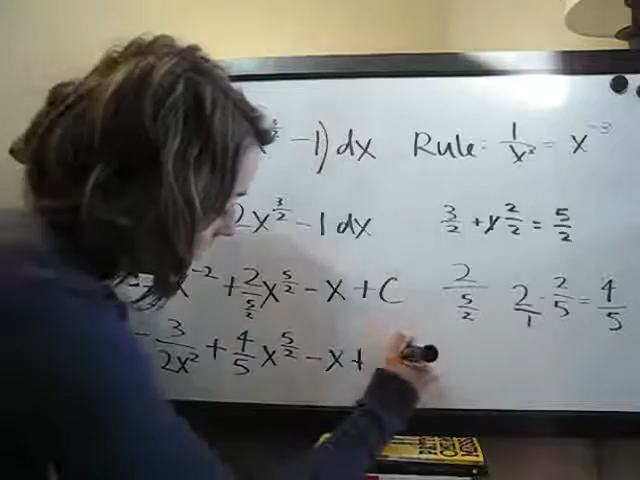 -1) dx Rule: 1/x³ = x⁻³
2x^(3/2) - 1 dx 3/2 + 2/2 = 5/2
x⁻² + 2/(5/2) x^(5/2) - x + C 2/(5/2) 2/1 · 2/5 = 4/5
- 3/(2x²) + 4/5 x^(5/2) - x +